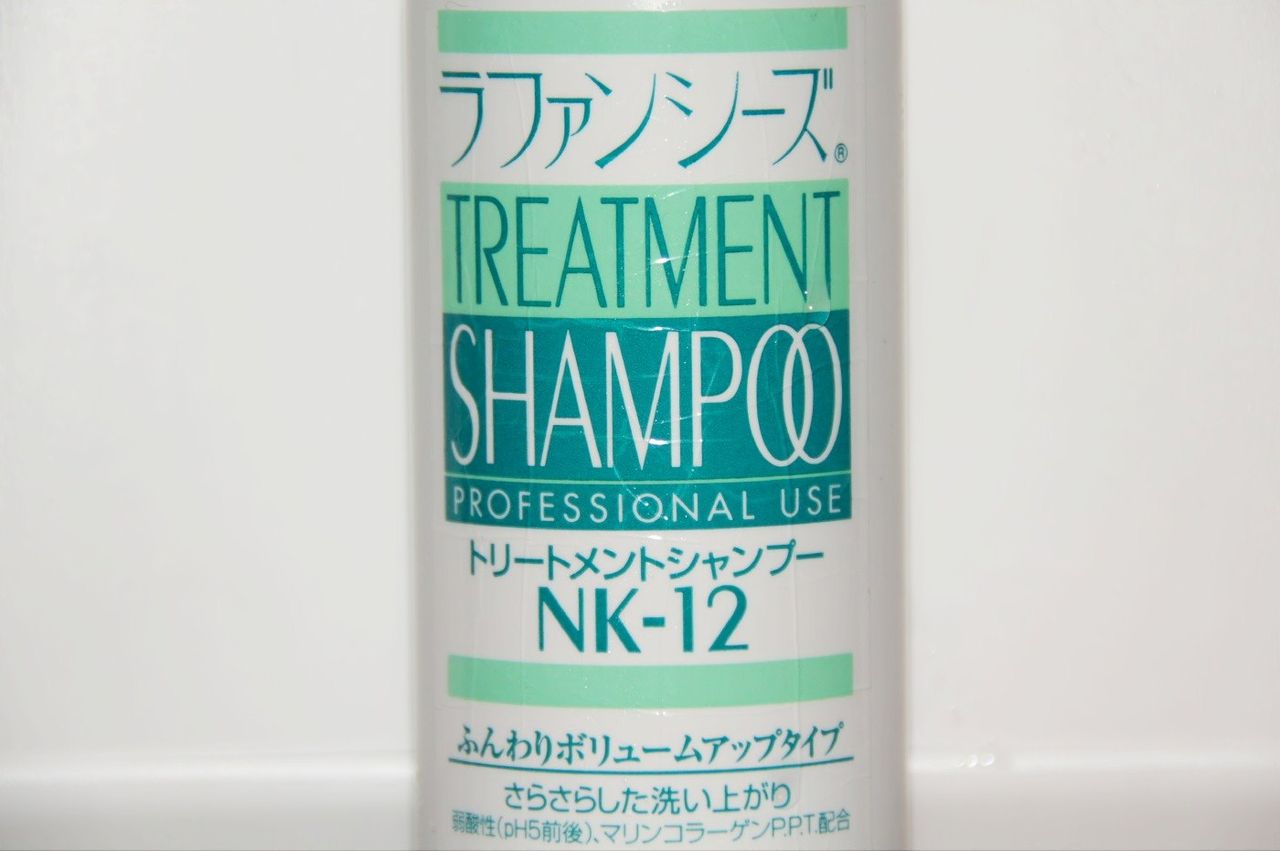 ラファンシーズ®
TREATMENT
SHAMPOO
PROFESSIONAL USE
トリートメントシャンプー
NK-12
ふんわりボリュームアップタイプ
さらさらした洗い上がり
弱酸性(pH5前後)、マリンコラーゲンP.P.T.配合